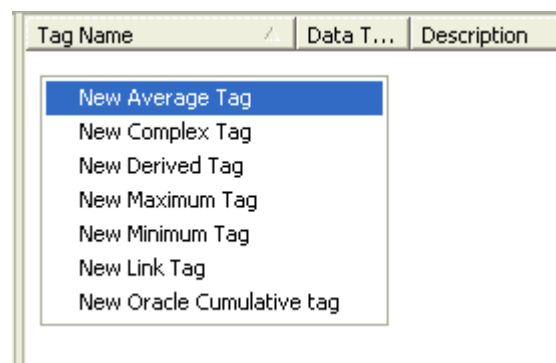 Tag Name Data T... Description
New Average Tag
New Complex Tag
New Derived Tag
New Maximum Tag
New Minimum Tag
New Link Tag
New Oracle Cumulative tag